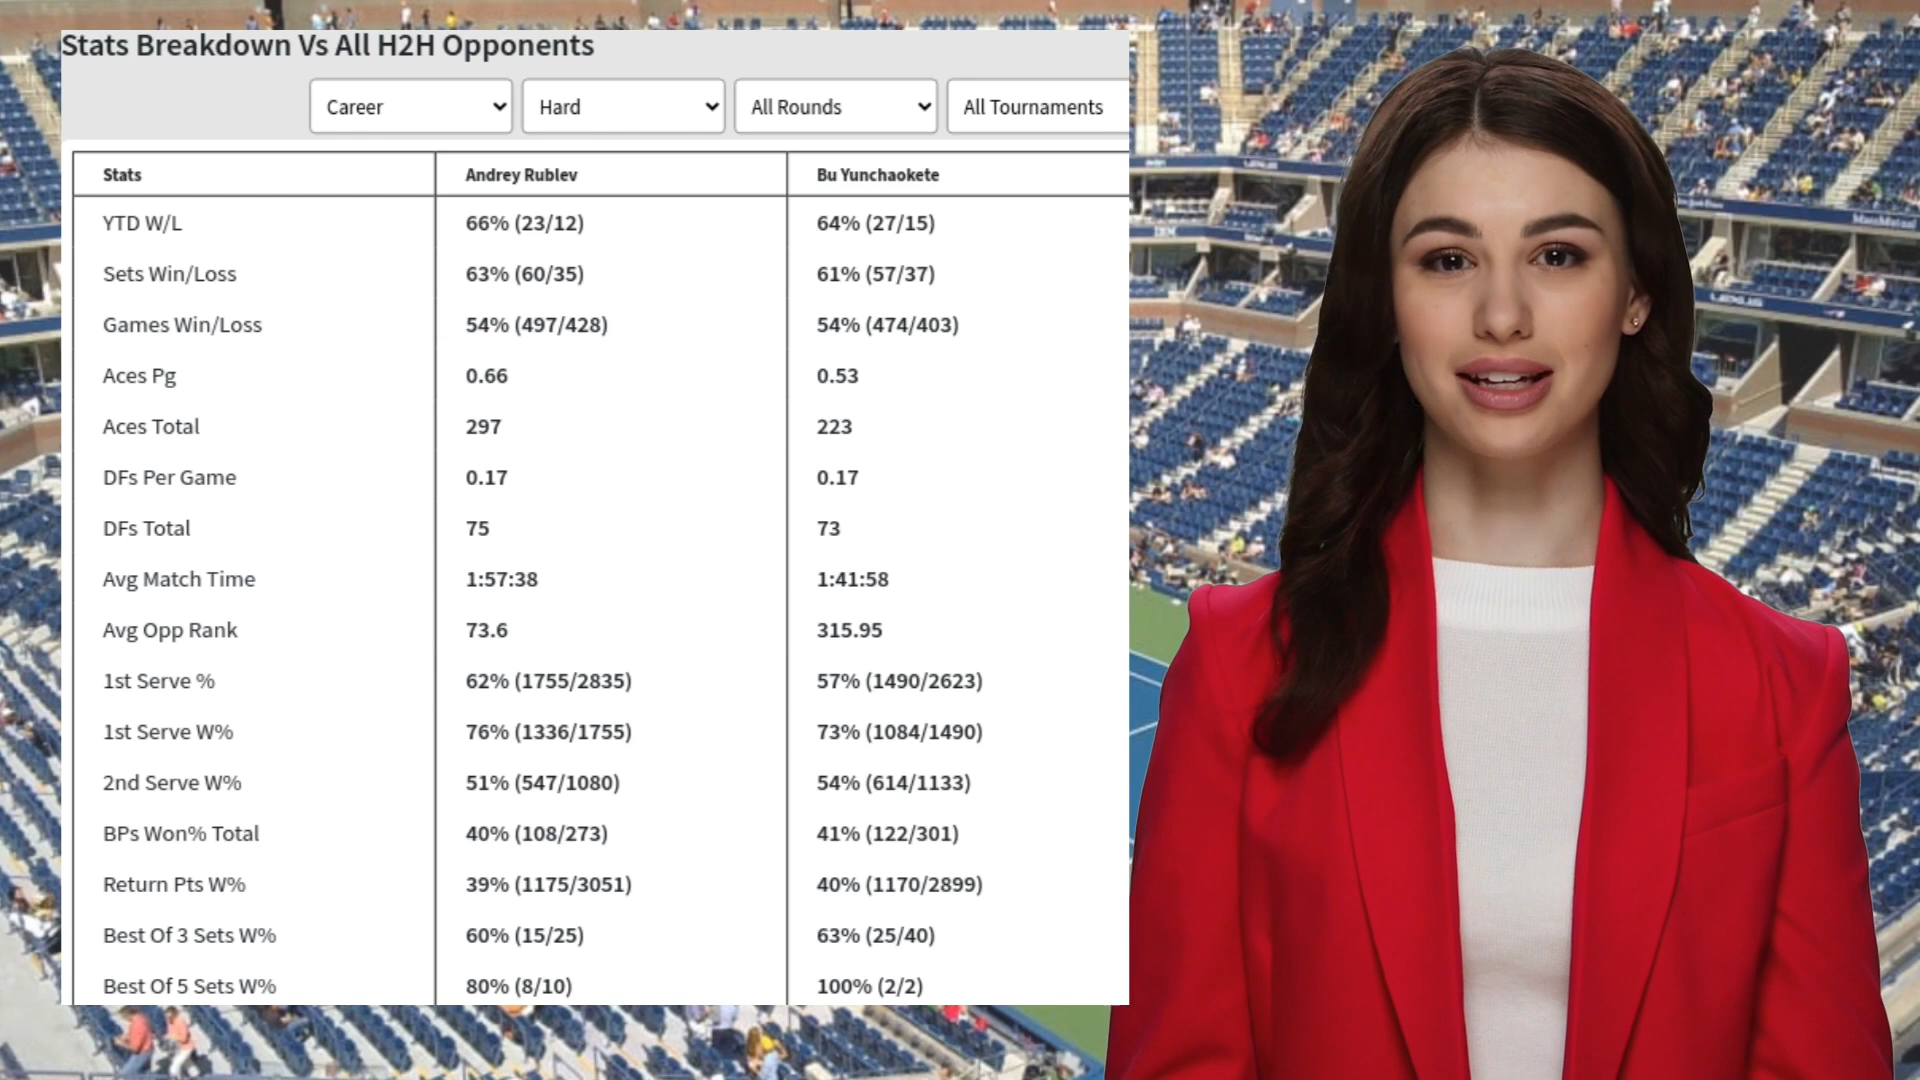 Stats Breakdown Vs All H2H Opponents
Career Hard All Rounds All Tournaments
Stats Andrey Rublev Bu Yunchaokete
YTD W/L 66% (23/12) 64% (27/15)
Sets Win/Loss 63% (60/35) 61% (57/37)
Games Win/Loss 54% (497/428) 54% (474/403)
Aces Pg 0.66 0.53
Aces Total 297 223
DFs Per Game 0.17 0.17
DFs Total 75 73
Avg Match Time 1:57:38 1:41:58
Avg Opp Rank 73.6 315.95
1st Serve % 62% (1755/2835) 57% (1490/2623)
1st Serve W% 76% (1336/1755) 73% (1084/1490)
2nd Serve W% 51% (547/1080) 54% (614/1133)
BPs Won% Total 40% (108/273) 41% (122/301)
Return Pts W% 39% (1175/3051) 40% (1170/2899)
Best Of 3 Sets W% 60% (15/25) 63% (25/40)
Best Of 5 Sets W% 80% (8/10) 100% (2/2)
IBM
LEXUS